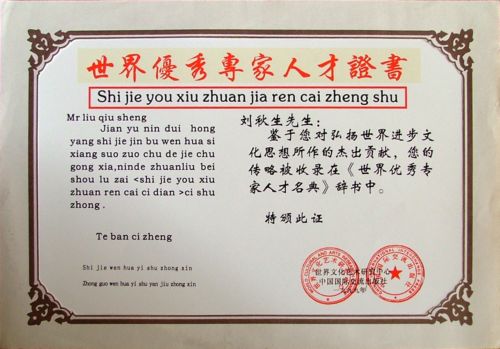 世界優秀專家人才證書
Shi jie you xiu zhuan jia ren cai zheng shu
Mr liu qiu sheng
Jian yu nin dui hong
yang shi jie jin bu wen hua si
xiang suo zuo chu de jie chu
gong xia,ninde zhuanliu bei
shou lu zai <shi jie you xiu
zhuan ren cai ci dian >ci shu
zhong .
Te ban ci zheng
Shi jie wen hua yi shu zhong xin
Zhong guo wen hua yi shu yan jiu zhong xin
刘秋生先生:
鉴于您对弘扬世界进步文
化思想所作的杰出贡献,您的
传略被收录在《世界优秀专
家人才名典》辞书中。
特颁此证
世界文化艺术研究中心
中国国际交流出版社
一九九八年